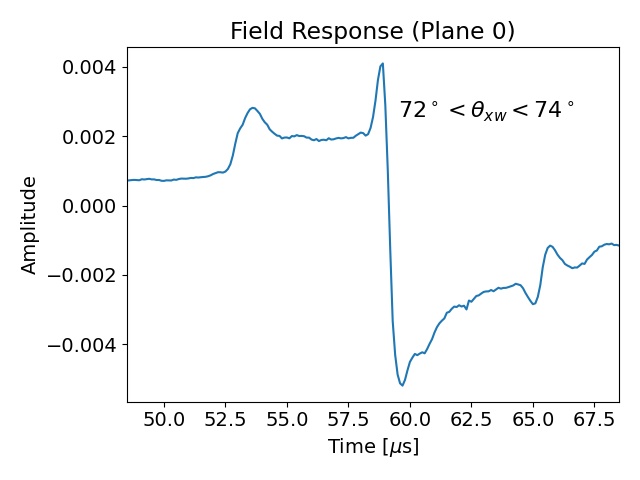 Field Response (Plane 0)
0.004
0.002
0.000
−0.002
−0.004
Amplitude
72° < θxw < 74°
50.0 52.5 55.0 57.5 60.0 62.5 65.0 67.5
Time [μs]